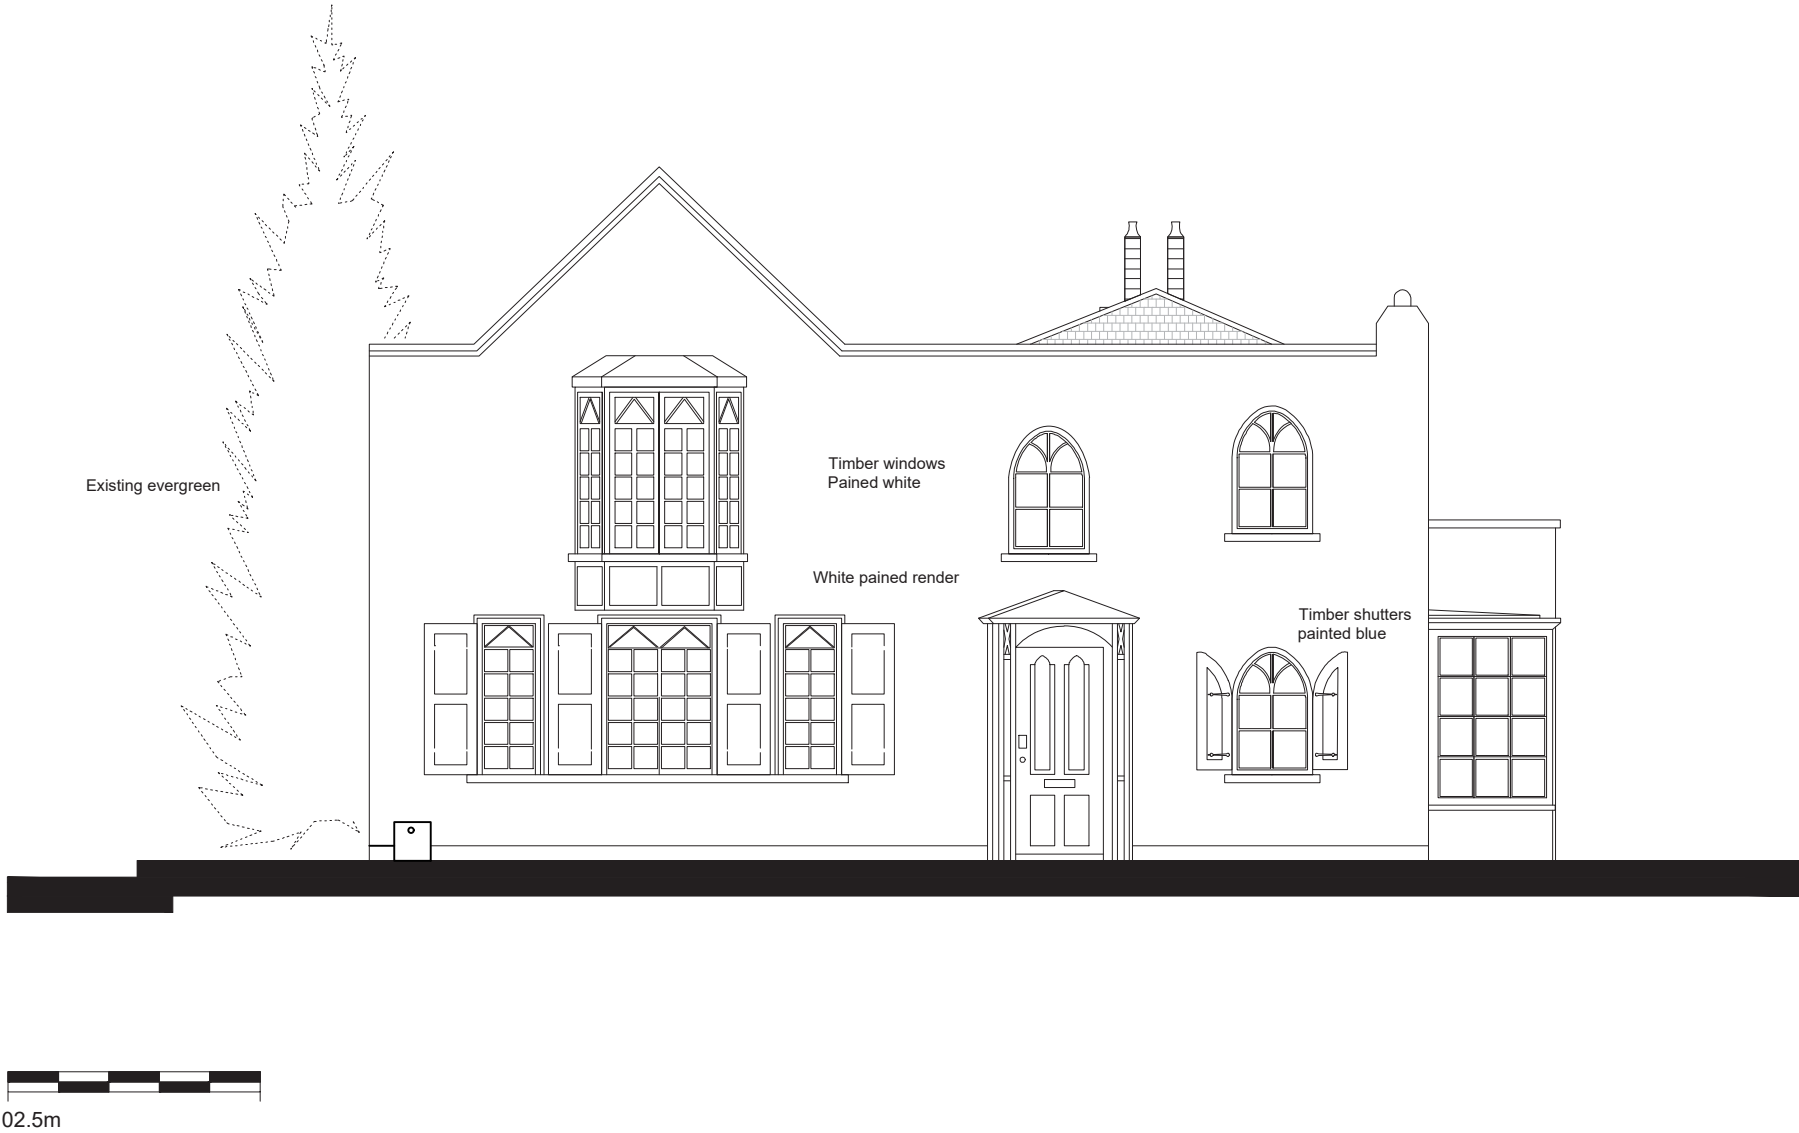 Existing evergreen
Timber windows
Pained white
White pained render
Timber shutters
painted blue
02.5m